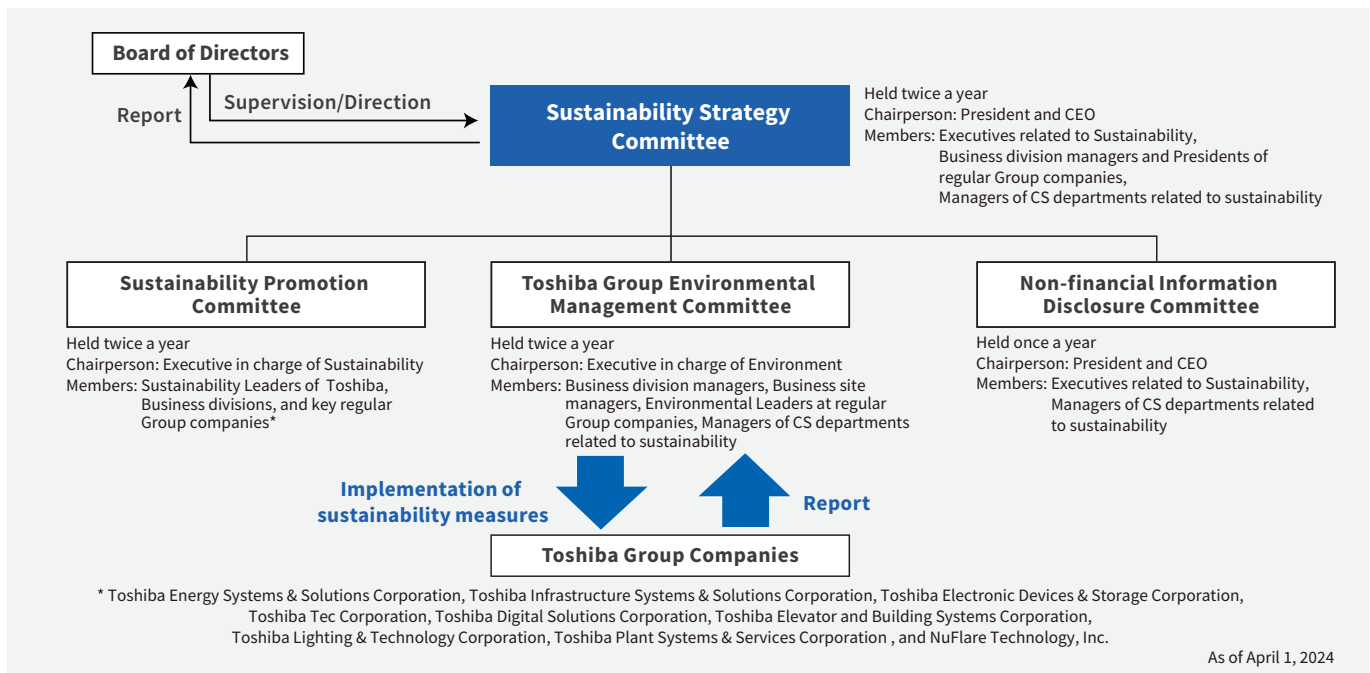 Board of Directors
Report
Supervision/Direction
Sustainability Strategy
Committee
Held twice a year
Chairperson: President and CEO
Members: Executives related to Sustainability,
Business division managers and Presidents of
regular Group companies,
Managers of CS departments related to sustainability
Sustainability Promotion
Committee
Held twice a year
Chairperson: Executive in charge of Sustainability
Members: Sustainability Leaders of Toshiba,
Business divisions, and key regular
Group companies*
Toshiba Group Environmental
Management Committee
Held twice a year
Chairperson: Executive in charge of Environment
Members: Business division managers, Business site
managers, Environmental Leaders at regular
Group companies, Managers of CS departments
related to sustainability
Non-financial Information
Disclosure Committee
Held once a year
Chairperson: President and CEO
Members: Executives related to Sustainability,
Managers of CS departments related
to sustainability
Implementation of
sustainability measures
Report
Toshiba Group Companies
* Toshiba Energy Systems & Solutions Corporation, Toshiba Infrastructure Systems & Solutions Corporation, Toshiba Electronic Devices & Storage Corporation,
Toshiba Tec Corporation, Toshiba Digital Solutions Corporation, Toshiba Elevator and Building Systems Corporation,
Toshiba Lighting & Technology Corporation, Toshiba Plant Systems & Services Corporation , and NuFlare Technology, Inc.
As of April 1, 2024